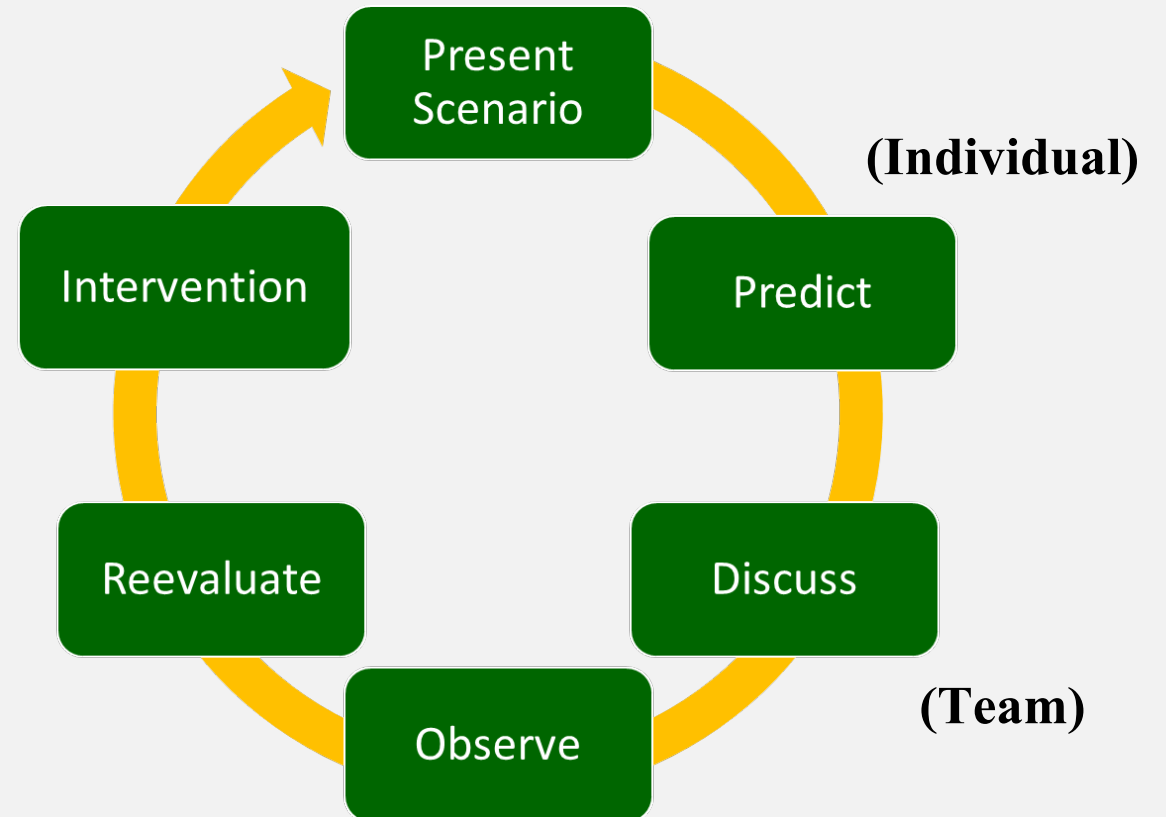 Present
Scenario
(Individual)
Predict
Discuss
(Team)
Observe
Reevaluate
Intervention